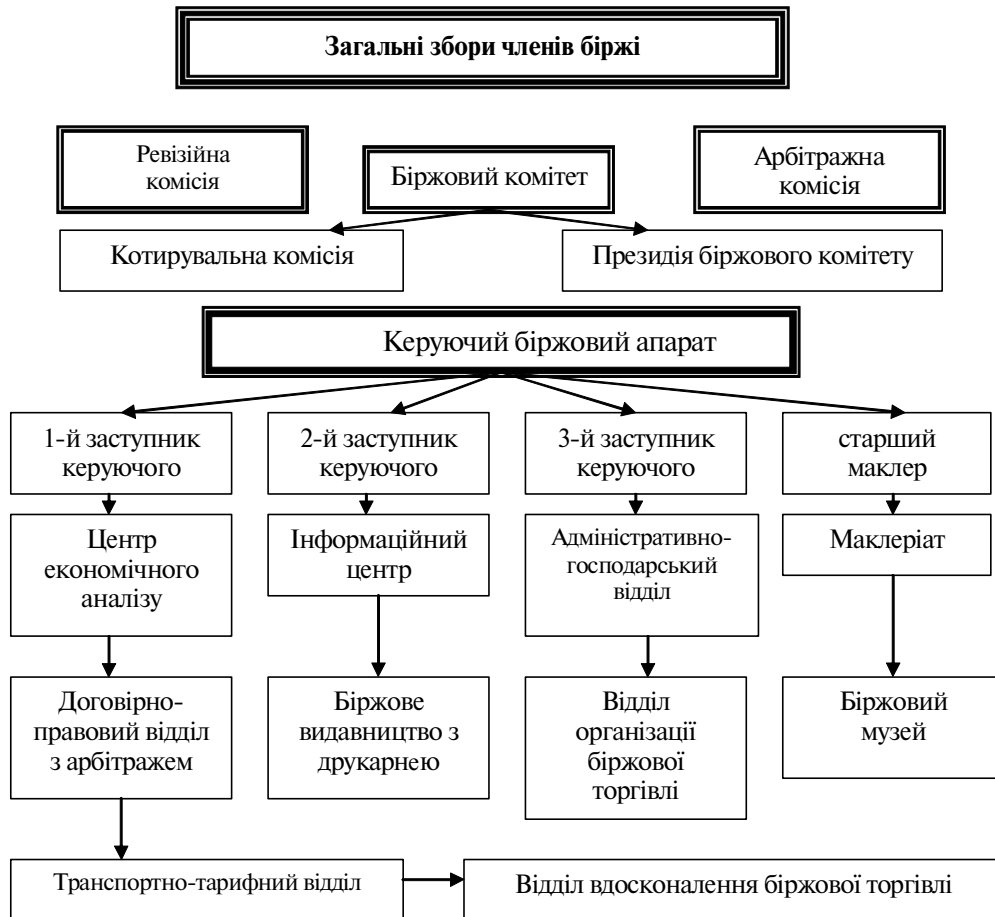 Загальні збори членів біржі
Ревізійна
комісія
Біржовий комітет
Арбітражна
комісія
Котирувальна комісія
Президія біржового комітету
Керуючий біржовий апарат
1-й заступник
керуючого
2-й заступник
керуючого
3-й заступник
керуючого
старший
маклер
Центр
економічного
аналізу
Інформаційний
центр
Адміністративно-
господарський
відділ
Маклеріат
Договірно-
правовий відділ
з арбітражем
Біржове
видавництво з
друкарнею
Відділ
організації
біржової
торгівлі
Біржовий
музей
Транспортно-тарифний відділ
Відділ вдосконалення біржової торгівлі